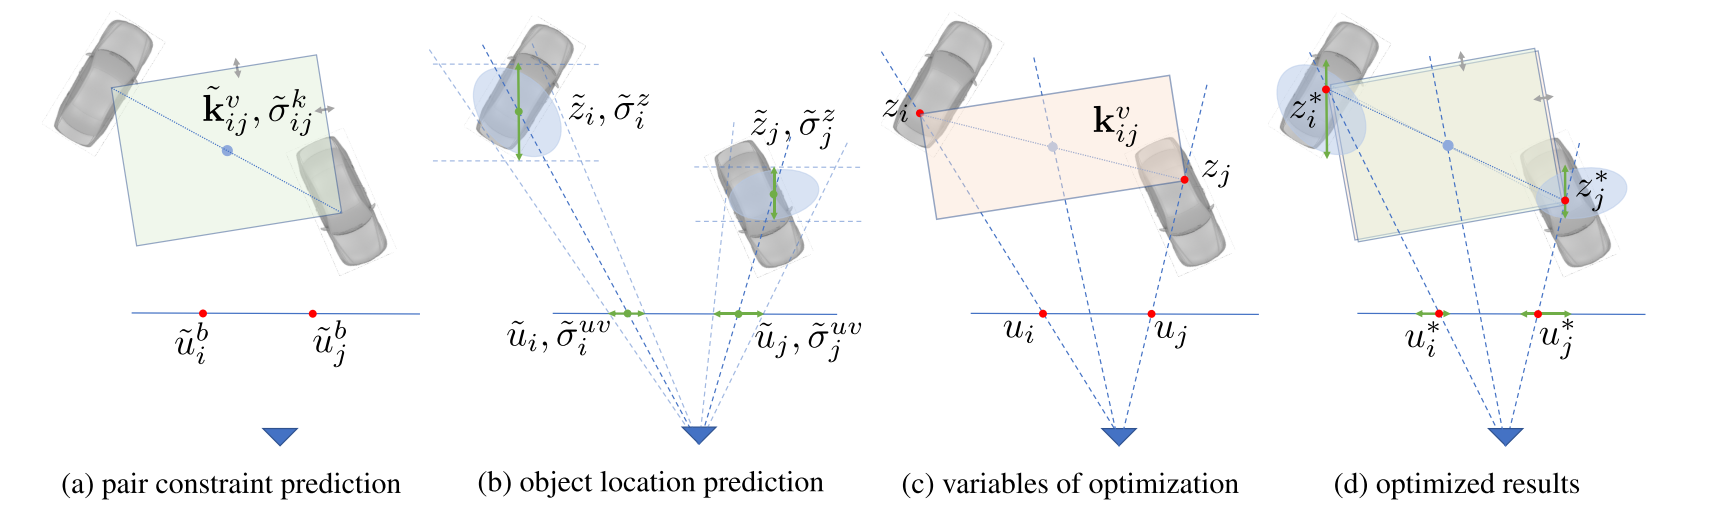 k̃ᵛᵢⱼ, σ̃ᵏᵢⱼ
ũᵇᵢ
ũᵇⱼ
(a) pair constraint prediction
z̃ᵢ, σ̃ᶻᵢ
z̃ⱼ, σ̃ᶻⱼ
ũᵢ, σ̃ᵘᵛᵢ
ũⱼ, σ̃ᵘᵛⱼ
(b) object location prediction
zᵢ
kᵛᵢⱼ
zⱼ
uᵢ
uⱼ
(c) variables of optimization
z*ᵢ
z*ⱼ
u*ᵢ
u*ⱼ
(d) optimized results